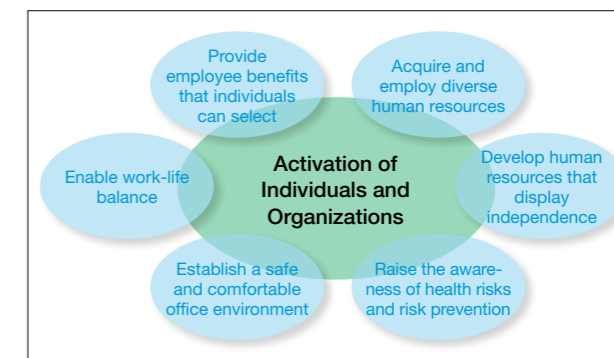 Provide
employee benefits
that individuals
can select
Acquire and
employ diverse
human resources
Enable work-life
balance
Activation of
Individuals and
Organizations
Develop human
resources that
display
independence
Establish a safe
and comfortable
office environment
Raise the aware-
ness of health risks
and risk prevention